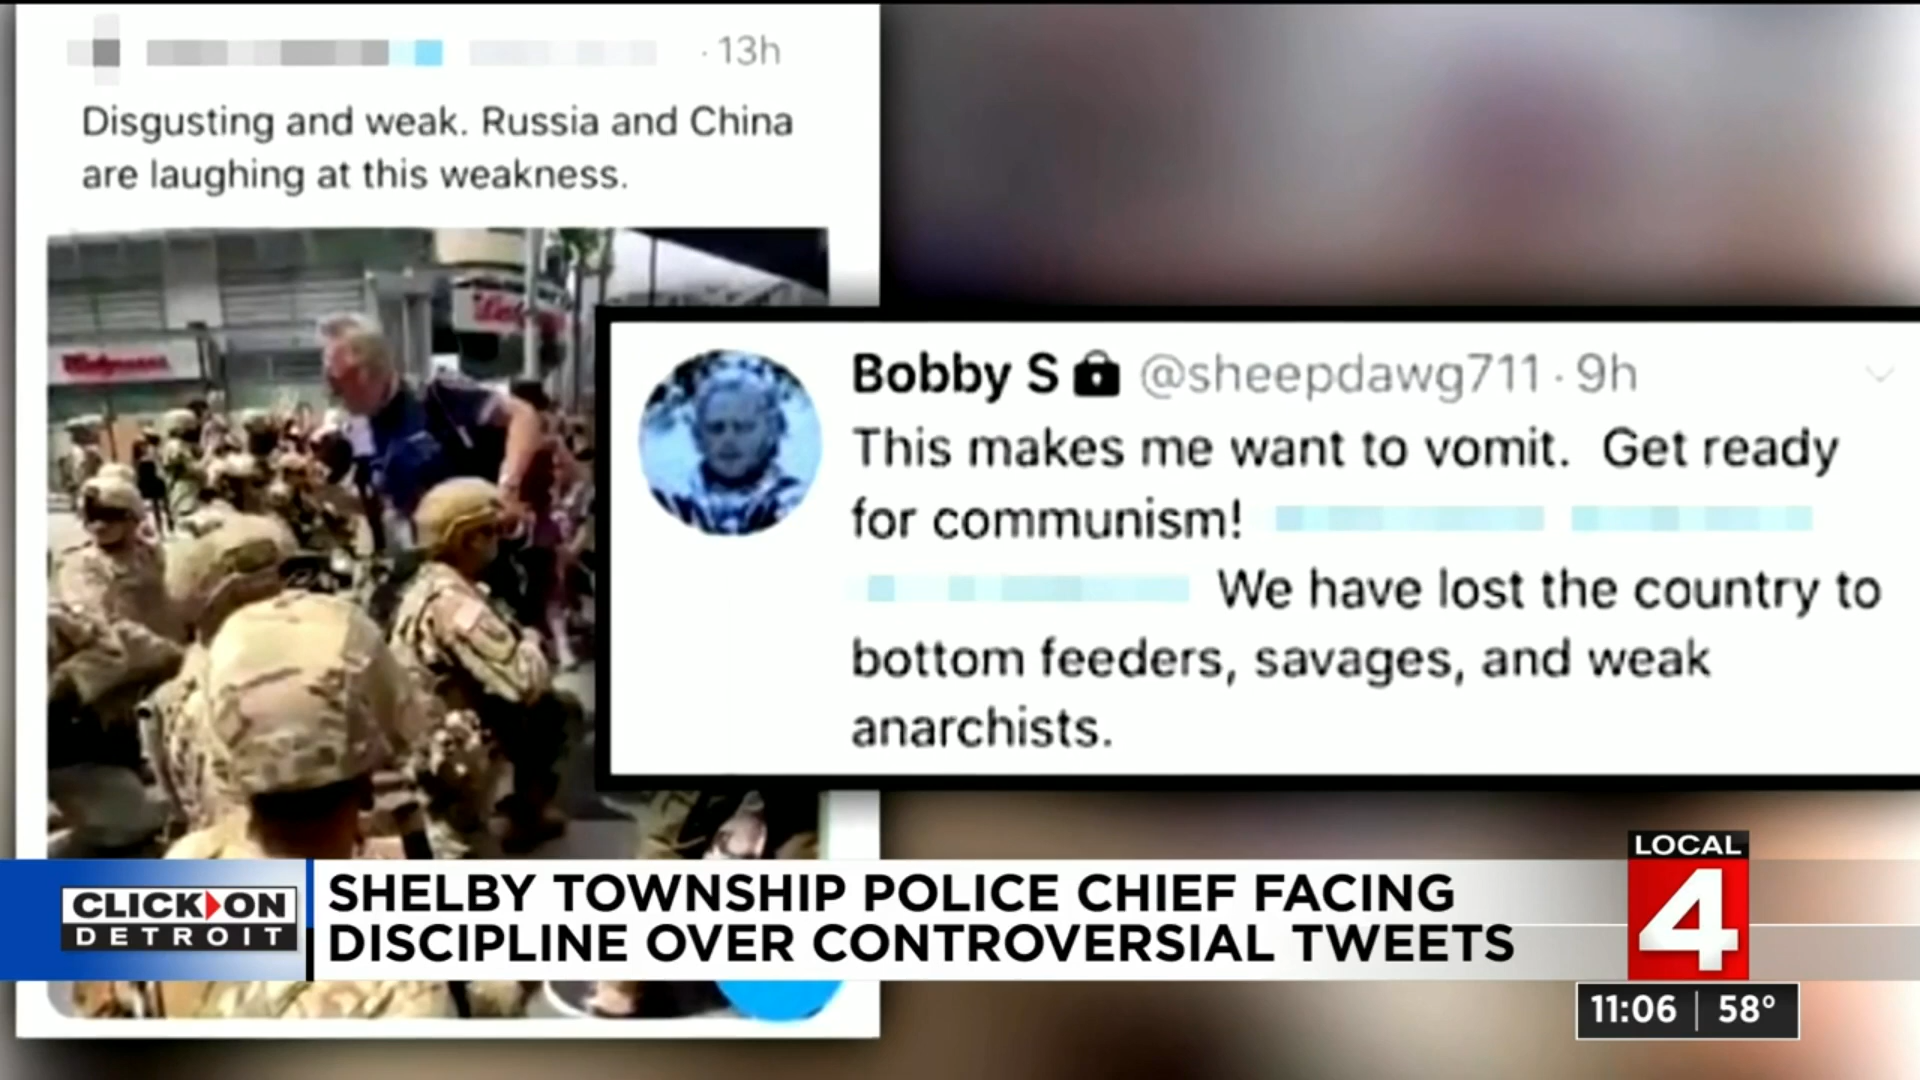 · 13h
Disgusting and weak. Russia and China
are laughing at this weakness.
Walgreens
Bobby S @sheepdawg711 · 9h
This makes me want to vomit. Get ready
for communism!
We have lost the country to
bottom feeders, savages, and weak
anarchists.
LOCAL
4
CLICK ON
DETROIT
SHELBY TOWNSHIP POLICE CHIEF FACING
DISCIPLINE OVER CONTROVERSIAL TWEETS
11:06 58°